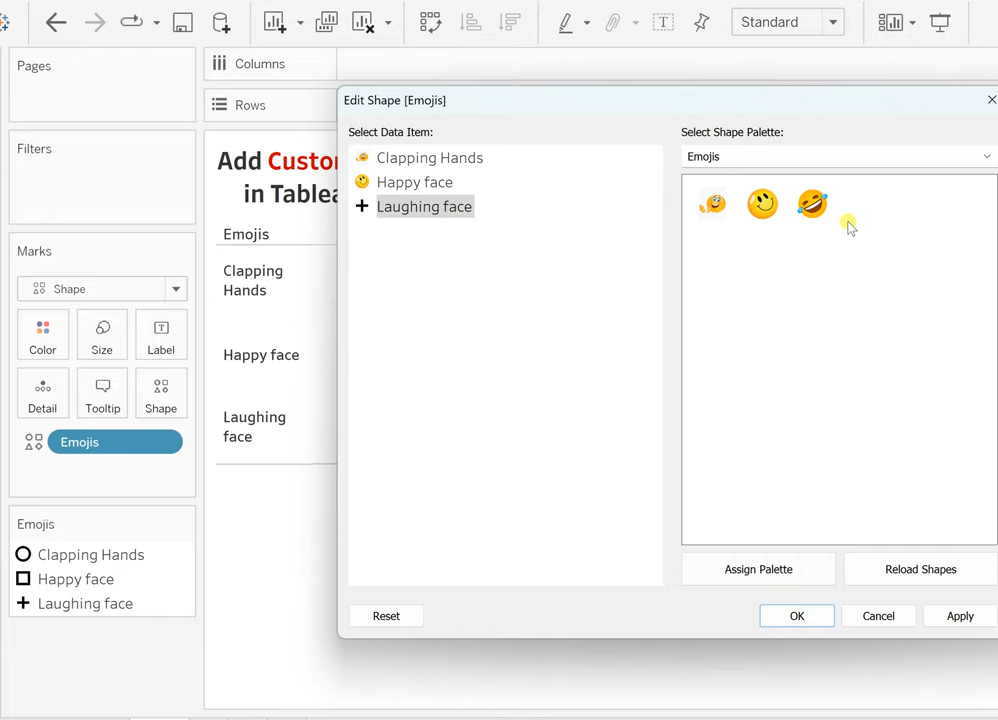 Standard
Pages
Columns
Rows
Filters
Marks
Shape
Color
Size
Label
Detail
Tooltip
Shape
Emojis
Emojis
Clapping Hands
Happy face
Laughing face
Add Custo
in Tablea
Emojis
Clapping
Hands
Happy face
Laughing
face
Edit Shape [Emojis]
Select Data Item:
Clapping Hands
Happy face
Laughing face
Select Shape Palette:
Emojis
Assign Palette
Reload Shapes
Reset
OK
Cancel
Apply